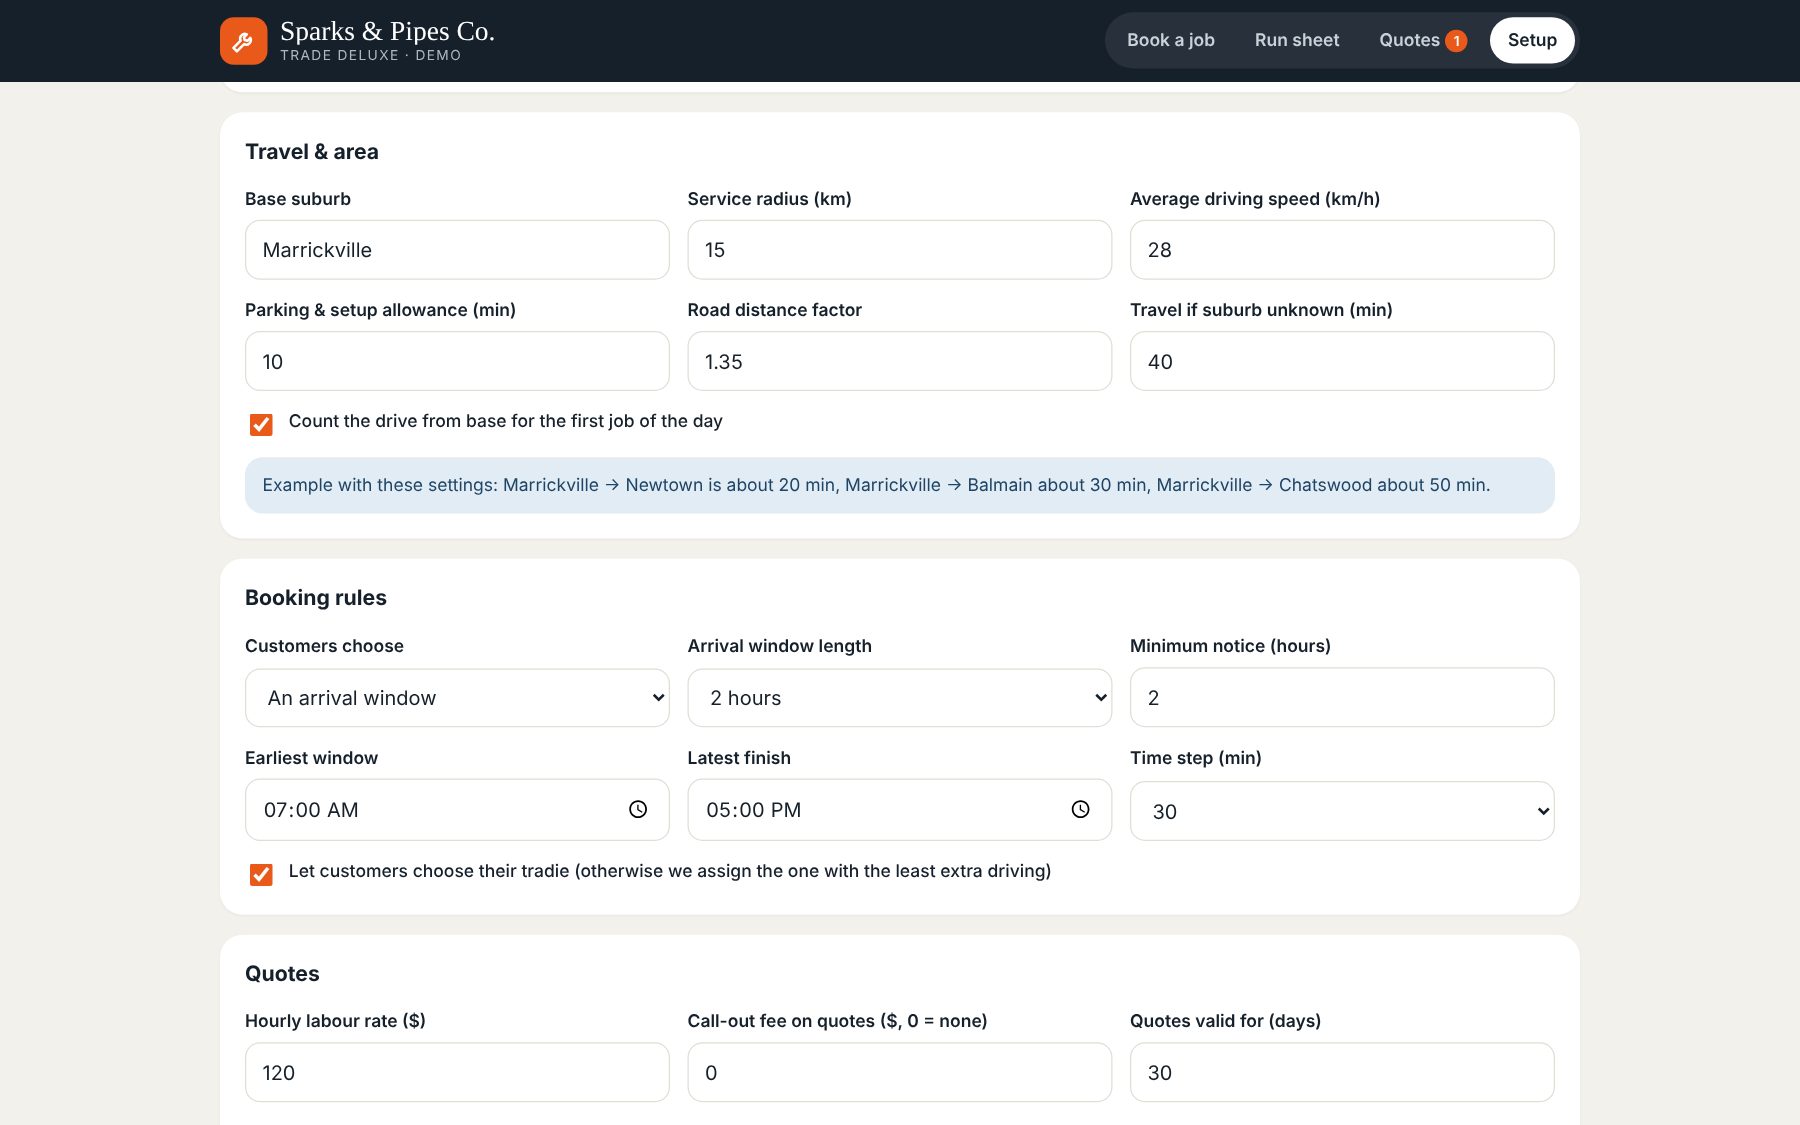 Sparks & Pipes Co.
TRADE DELUXE · DEMO
Book a job
Run sheet
Quotes 1
Setup
Travel & area
Base suburb
Service radius (km)
Average driving speed (km/h)
Marrickville
15
28
Parking & setup allowance (min)
Road distance factor
Travel if suburb unknown (min)
10
1.35
40
Count the drive from base for the first job of the day
Example with these settings: Marrickville → Newtown is about 20 min, Marrickville → Balmain about 30 min, Marrickville → Chatswood about 50 min.
Booking rules
Customers choose
Arrival window length
Minimum notice (hours)
An arrival window
2 hours
2
Earliest window
Latest finish
Time step (min)
07:00 AM
05:00 PM
30
Let customers choose their tradie (otherwise we assign the one with the least extra driving)
Quotes
Hourly labour rate ($)
Call-out fee on quotes ($, 0 = none)
Quotes valid for (days)
120
0
30